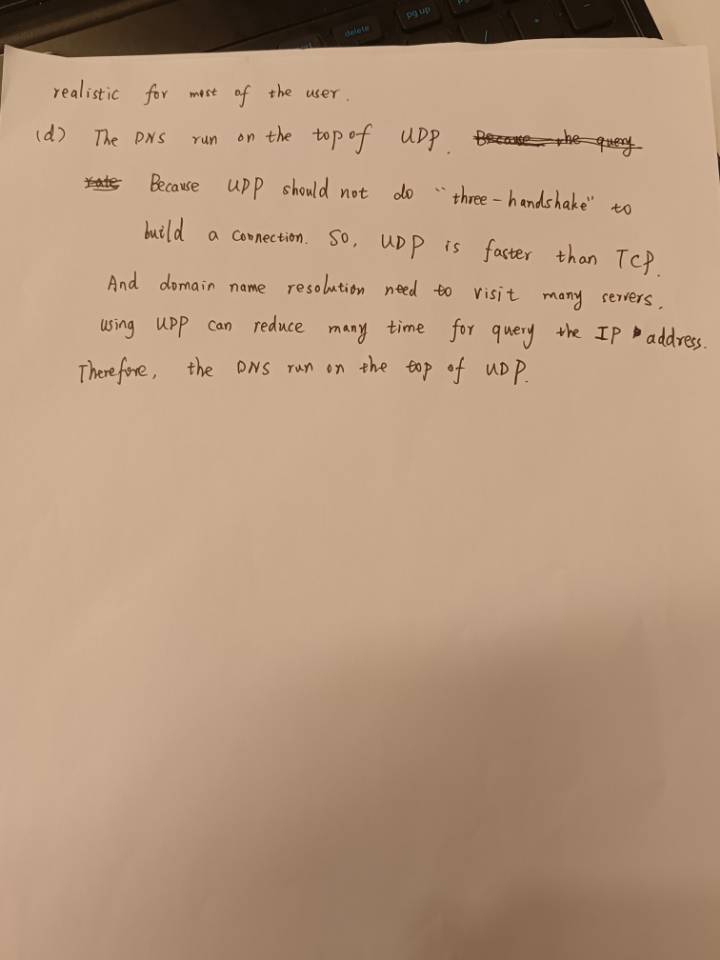 delete
pg up
realistic for most of the user.
(d) The DNS run on the top of UDP. Because the query
rate Because UDP should not do "three-handshake" to
build a connection. So, UDP is faster than TCP.
And domain name resolution need to visit many servers.
using UDP can reduce many time for query the IP address.
Therefore, the DNS run on the top of UDP.